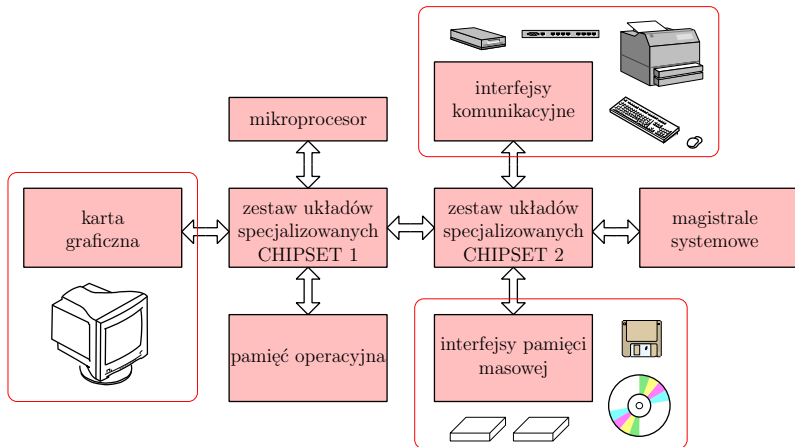 interfejsy
komunikacyjne
mikroprocesor
karta
graficzna
zestaw układów
specjalizowanych
CHIPSET 1
zestaw układów
specjalizowanych
CHIPSET 2
magistrale
systemowe
pamięć operacyjna
interfejsy pamięci
masowej